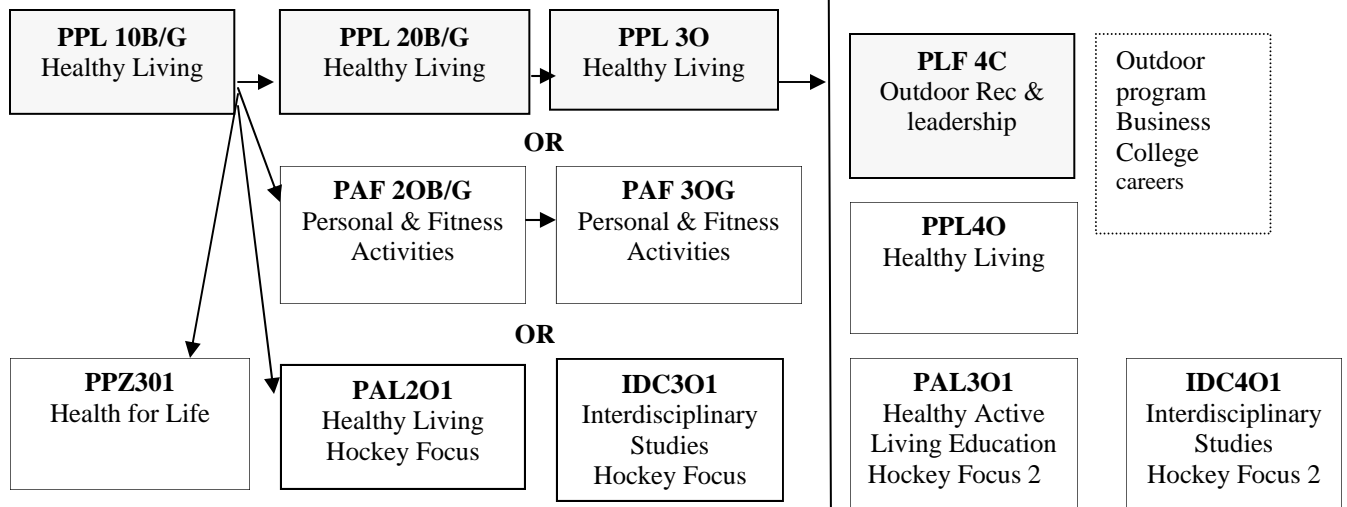 PPL 10B/G
Healthy Living
PPL 20B/G
Healthy Living
PPL 3O
Healthy Living
PLF 4C
Outdoor Rec &
leadership
Outdoor
program
Business
College
careers
OR
PAF 2OB/G
Personal & Fitness
Activities
PAF 3OG
Personal & Fitness
Activities
PPL4O
Healthy Living
OR
PPZ301
Health for Life
PAL2O1
Healthy Living
Hockey Focus
IDC3O1
Interdisciplinary
Studies
Hockey Focus
PAL3O1
Healthy Active
Living Education
Hockey Focus 2
IDC4O1
Interdisciplinary
Studies
Hockey Focus 2